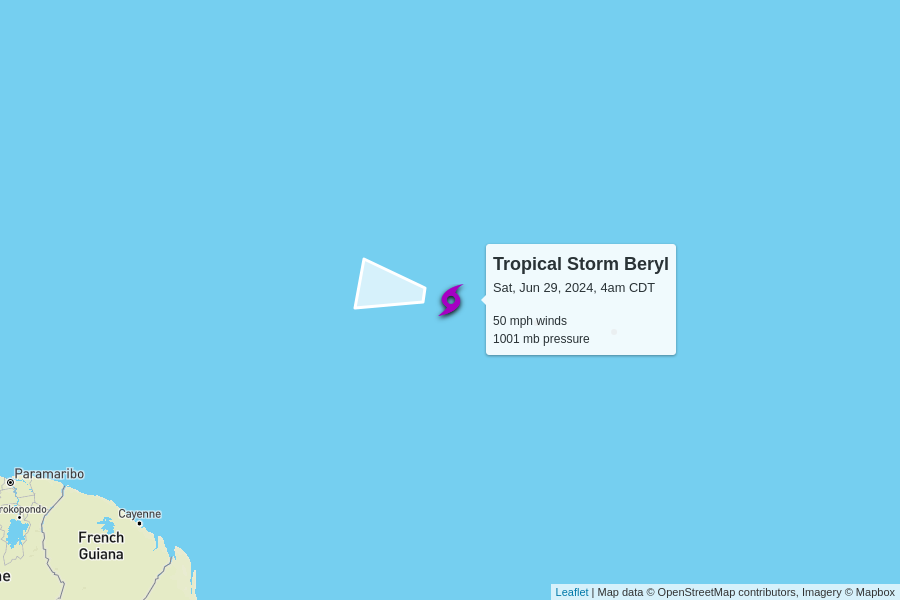 Tropical Storm Beryl
Sat, Jun 29, 2024, 4am CDT
50 mph winds
1001 mb pressure
Paramaribo
rokopondo
Cayenne
French
Guiana
ne
Leaflet | Map data © OpenStreetMap contributors, Imagery © Mapbox